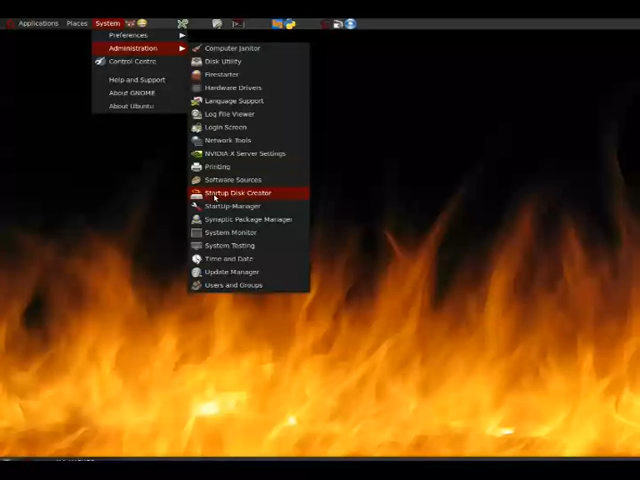 Applications Places System
Preferences
Administration
Control Centre
Help and Support
About GNOME
About Ubuntu
Computer Janitor
Disk Utility
Firestarter
Hardware Drivers
Language Support
Log File Viewer
Login Screen
Network Tools
NVIDIA X Server Settings
Printing
Software Sources
Startup Disk Creator
StartUp-Manager
Synaptic Package Manager
System Monitor
System Testing
Time and Date
Update Manager
Users and Groups